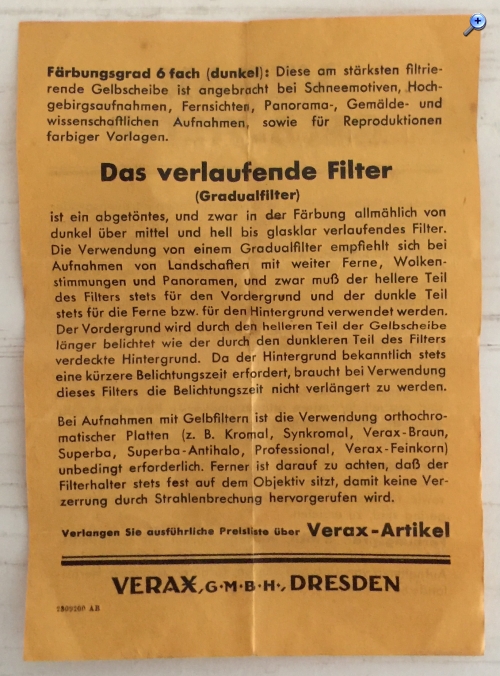 Färbungsgrad 6 fach (dunkel): Diese am stärksten filtrie-
rende Gelbscheibe ist angebracht bei Schneemotiven, Hoch-
gebirgsaufnahmen, Fernsichten, Panorama-, Gemälde- und
wissenschaftlichen Aufnahmen, sowie für Reproduktionen
farbiger Vorlagen.
Das verlaufende Filter
(Gradualfilter)
ist ein abgetöntes, und zwar in der Färbung allmählich von
dunkel über mittel und hell bis glasklar verlaufendes Filter.
Die Verwendung von einem Gradualfilter empfiehlt sich bei
Aufnahmen von Landschaften mit weiter Ferne, Wolken-
stimmungen und Panoramen, und zwar muß der hellere Teil
des Filters stets für den Vordergrund und der dunkle Teil
stets für die Ferne bzw. für den Hintergrund verwendet werden.
Der Vordergrund wird durch den helleren Teil der Gelbscheibe
länger belichtet wie der durch den dunkleren Teil des Filters
verdeckte Hintergrund. Da der Hintergrund bekanntlich stets
eine kürzere Belichtungszeit erfordert, braucht bei Verwendung
dieses Filters die Belichtungszeit nicht verlängert zu werden.
Bei Aufnahmen mit Gelbfiltern ist die Verwendung orthochro-
matischer Platten (z. B. Kromal, Synkromal, Verax-Braun,
Superba, Superba-Antihalo, Professional, Verax-Feinkorn)
unbedingt erforderlich. Ferner ist darauf zu achten, daß der
Filterhalter stets fest auf dem Objektiv sitzt, damit keine Ver-
zerrung durch Strahlenbrechung hervorgerufen wird.
Verlangen Sie ausführliche Preisliste über Verax-Artikel
VERAX, G·M·B·H·, DRESDEN